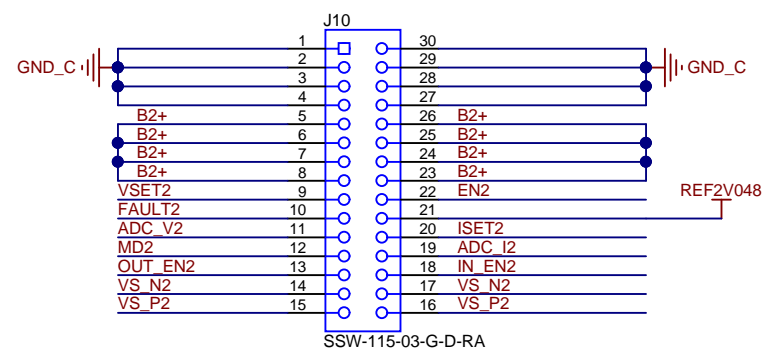 J10
1 30
GND_C 2 29 GND_C
3 28
4 27
B2+ 5 26 B2+
B2+ 6 25 B2+
B2+ 7 24 B2+
B2+ 8 23 B2+
VSET2 9 22 EN2 REF2V048
FAULT2 10 21
ADC_V2 11 20 ISET2
MD2 12 19 ADC_I2
OUT_EN2 13 18 IN_EN2
VS_N2 14 17 VS_N2
VS_P2 15 16 VS_P2
SSW-115-03-G-D-RA